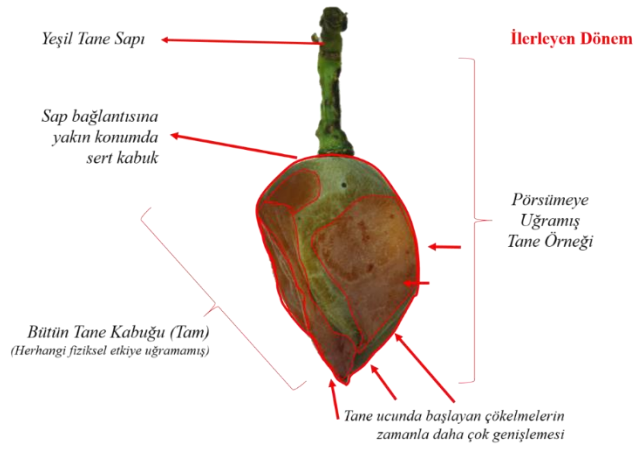 Yeşil Tane Sapı
İlerleyen Dönem
Sap bağlantısına
yakın konumda
sert kabuk
Pörsümeye
Uğramış
Tane Örneği
Bütün Tane Kabuğu (Tam)
(Herhangi fiziksel etkiye uğramamış)
Tane ucunda başlayan çökelmelerin
zamanla daha çok genişlemesi